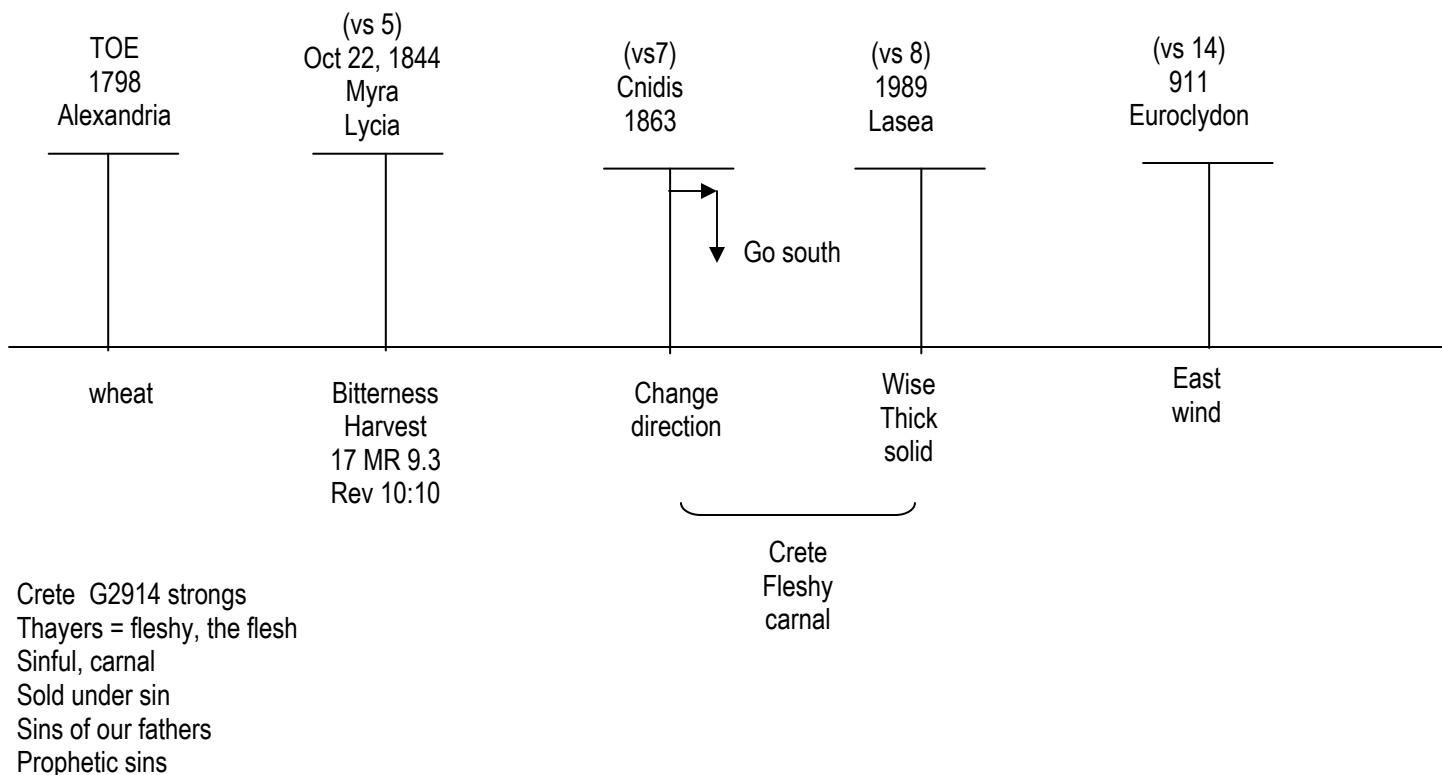 TOE
1798
Alexandria
(vs 5)
Oct 22, 1844
Myra
Lycia
(vs7)
Cnidis
1863
(vs 8)
1989
Lasea
(vs 14)
911
Euroclydon
Go south
wheat
Bitterness
Harvest
17 MR 9.3
Rev 10:10
Change
direction
Wise
Thick
solid
East
wind
Crete
Fleshy
carnal
Crete  G2914 strongs
Thayers = fleshy, the flesh
Sinful, carnal
Sold under sin
Sins of our fathers
Prophetic sins